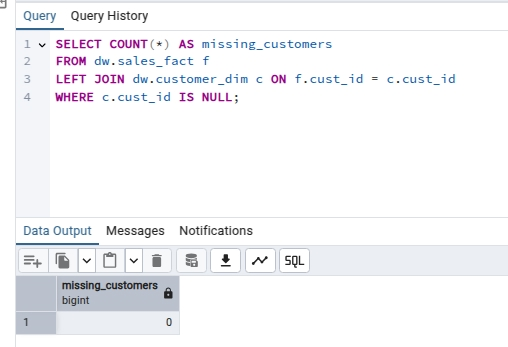 Query Query History
1 SELECT COUNT(*) AS missing_customers
2 FROM dw.sales_fact f
3 LEFT JOIN dw.customer_dim c ON f.cust_id = c.cust_id
4 WHERE c.cust_id IS NULL;
Data Output Messages Notifications
SQL
missing_customers
bigint
1 0